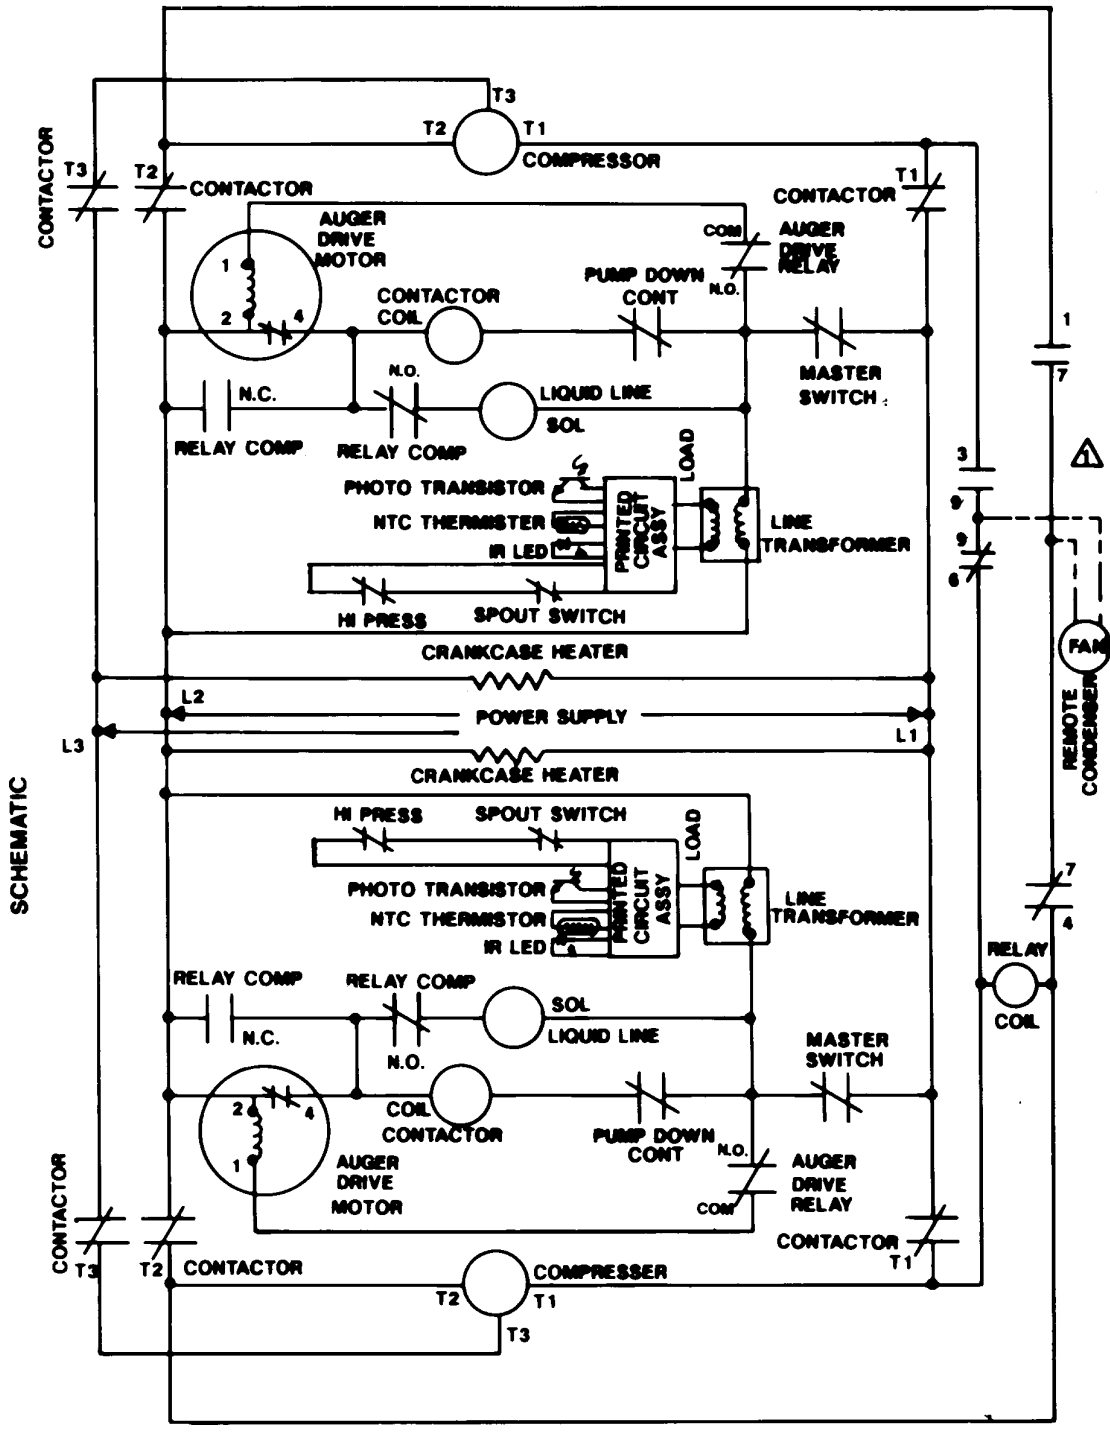 T3
T2
T1
COMPRESSOR
CONTACTOR
T3
T2
CONTACTOR
T1
CONTACTOR
AUGER
DRIVE
MOTOR
1
2
4
COM
AUGER
DRIVE
RELAY
N.O.
PUMP DOWN
CONT
CONTACTOR
COIL
MASTER
SWITCH
1
7
N.C.
RELAY COMP
N.O.
RELAY COMP
LIQUID LINE
SOL
LOAD
PHOTO TRANSISTOR
NTC THERMISTER
IR LED
PRINTED
CIRCUIT
ASSY
LINE
TRANSFORMER
3
9
9
6
1
HI PRESS
SPOUT SWITCH
CRANKCASE HEATER
FAN
REMOTE
CONDENSER
L2
POWER SUPPLY
L3
L1
CRANKCASE HEATER
SCHEMATIC
HI PRESS
SPOUT SWITCH
LOAD
PHOTO TRANSISTOR
NTC THERMISTOR
IR LED
PRINTED
CIRCUIT
ASSY
LINE
TRANSFORMER
7
4
RELAY
COIL
RELAY COMP
N.C.
RELAY COMP
N.O.
SOL
LIQUID LINE
MASTER
SWITCH
2
4
1
COIL
CONTACTOR
PUMP DOWN
CONT
N.O.
COM
AUGER
DRIVE
RELAY
AUGER
DRIVE
MOTOR
CONTACTOR
T3
T2
CONTACTOR
CONTACTOR
T1
COMPRESSER
T2
T1
T3